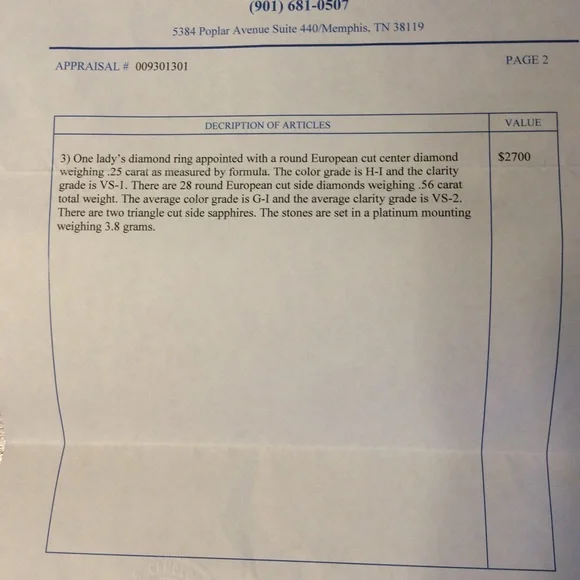 (901) 681-0507
5384 Poplar Avenue Suite 440/Memphis, TN 38119
APPRAISAL # 009301301
PAGE 2
DECRIPTION OF ARTICLES
VALUE
3) One lady's diamond ring appointed with a round European cut center diamond
$2700
weighing .25 carat as measured by formula. The color grade is H-I and the clarity
grade is VS-1. There are 28 round European cut side diamonds weighing .56 carat
total weight. The average color grade is G-I and the average clarity grade is VS-2.
There are two triangle cut side sapphires. The stones are set in a platinum mounting
weighing 3.8 grams.